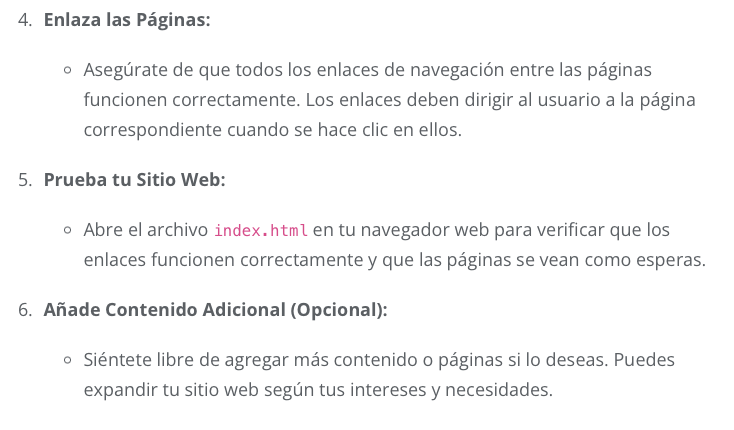 4. Enlaza las Páginas:
○ Asegúrate de que todos los enlaces de navegación entre las páginas
funcionen correctamente. Los enlaces deben dirigir al usuario a la página
correspondiente cuando se hace clic en ellos.
5. Prueba tu Sitio Web:
○ Abre el archivo index.html en tu navegador web para verificar que los
enlaces funcionen correctamente y que las páginas se vean como esperas.
6. Añade Contenido Adicional (Opcional):
○ Siéntete libre de agregar más contenido o páginas si lo deseas. Puedes
expandir tu sitio web según tus intereses y necesidades.